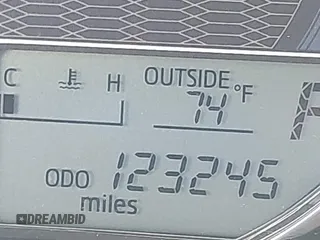 C H OUTSIDE
74 °F
ODO 123245
miles
DREAMBID